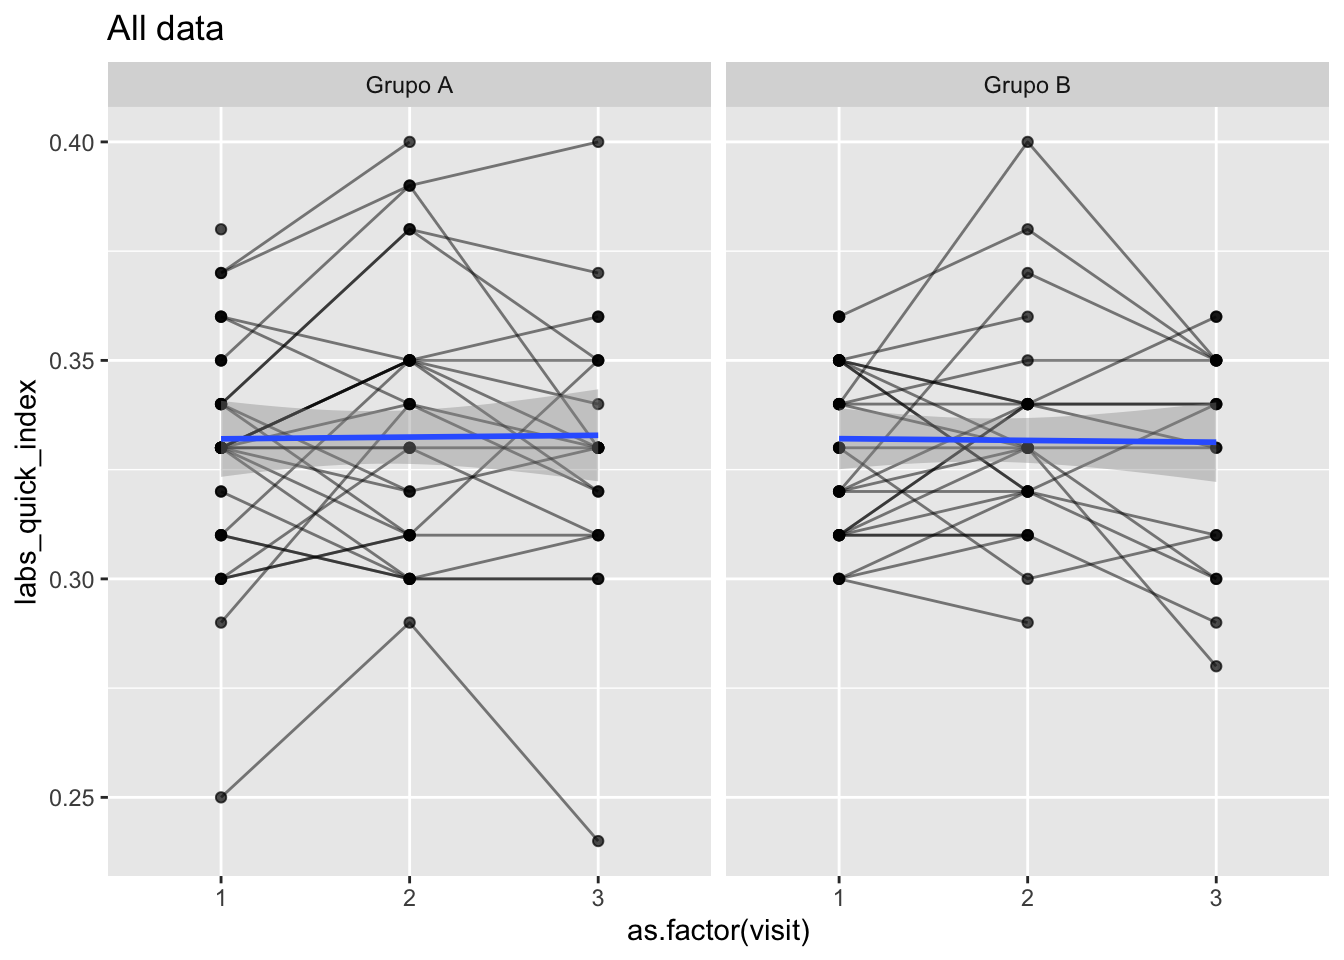 All data
Grupo A
Grupo B
labs_quick_index
0.40
0.35
0.30
0.25
1 2 3
1 2 3
as.factor(visit)